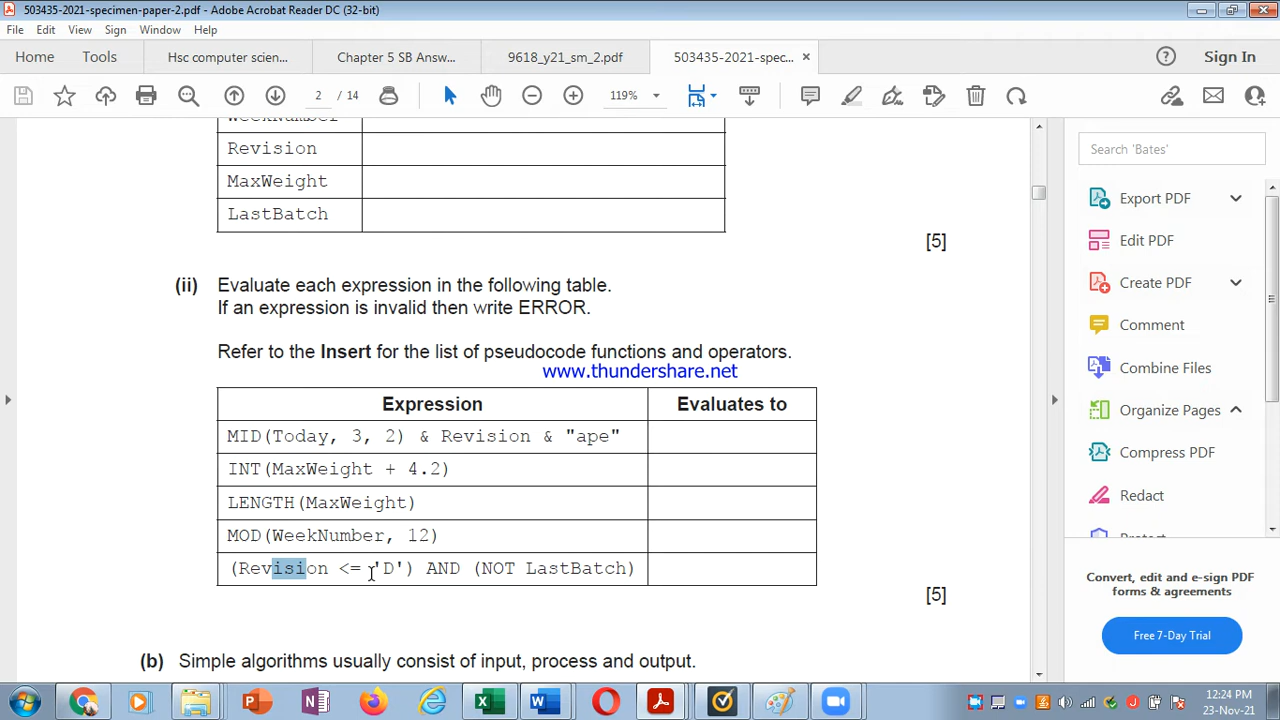 503435-2021-specimen-paper-2.pdf - Adobe Acrobat Reader DC (32-bit)
File Edit View Sign Window Help
Home Tools Hsc computer scien... Chapter 5 SB Answ... 9618_y21_sm_2.pdf 503435-2021-spec... × Sign In
2 / 14 119%
WeekNumber
Revision
MaxWeight
LastBatch
[5]
(ii) Evaluate each expression in the following table.
If an expression is invalid then write ERROR.
Refer to the Insert for the list of pseudocode functions and operators.
www.thundershare.net
Expression Evaluates to
MID(Today, 3, 2) & Revision & "ape"
INT(MaxWeight + 4.2)
LENGTH(MaxWeight)
MOD(WeekNumber, 12)
(Revision <= 'D') AND (NOT LastBatch)
[5]
(b) Simple algorithms usually consist of input, process and output.
Search 'Bates'
Export PDF
Edit PDF
Create PDF
Comment
Combine Files
Organize Pages
Compress PDF
Redact
Convert, edit and e-sign PDF
forms & agreements
Free 7-Day Trial
12:24 PM
23-Nov-21